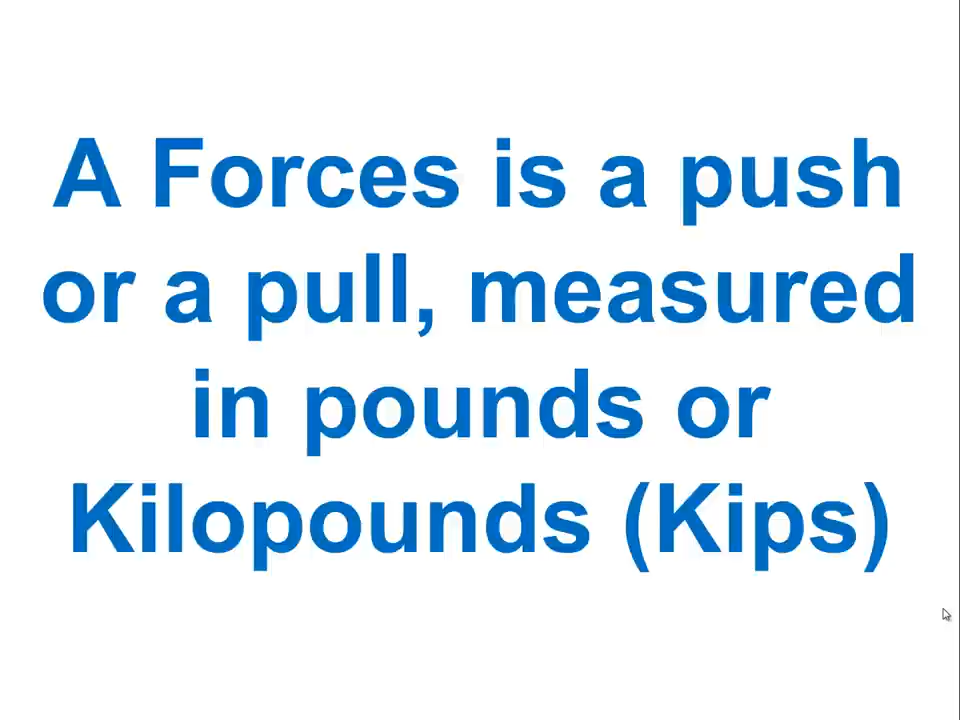 A Forces is a push
or a pull, measured
in pounds or
Kilopounds (Kips)